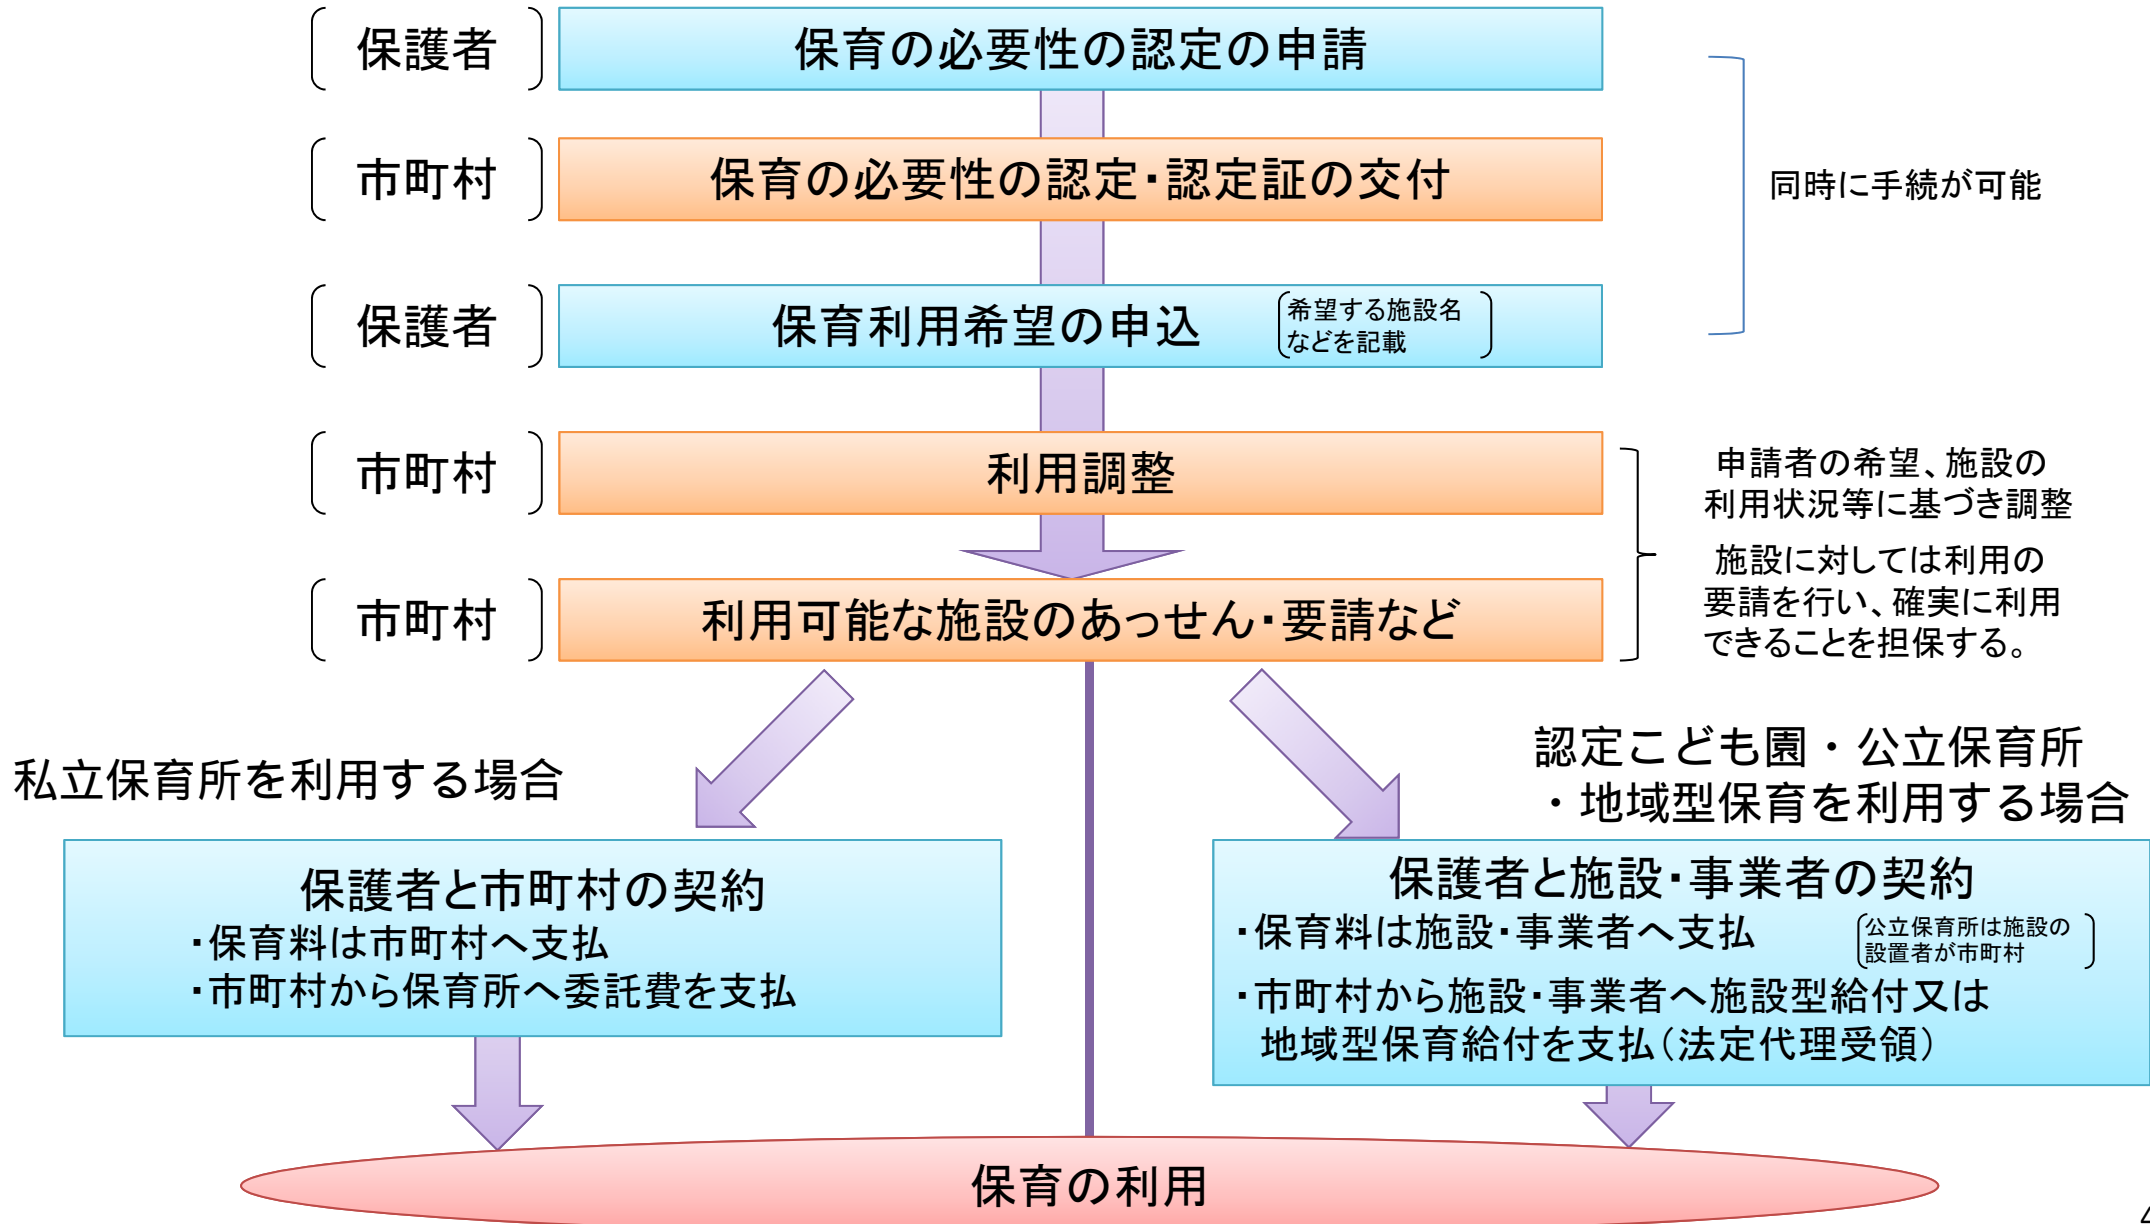 保護者
保育の必要性の認定の申請
市町村
保育の必要性の認定・認定証の交付
同時に手続が可能
保護者
保育利用希望の申込
希望する施設名
などを記載
市町村
利用調整
申請者の希望、施設の
利用状況等に基づき調整
施設に対しては利用の
要請を行い、確実に利用
できることを担保する。
市町村
利用可能な施設のあっせん・要請など
私立保育所を利用する場合
認定こども園・公立保育所
・地域型保育を利用する場合
保護者と市町村の契約
・保育料は市町村へ支払
・市町村から保育所へ委託費を支払
保護者と施設・事業者の契約
・保育料は施設・事業者へ支払
公立保育所は施設の
設置者が市町村
・市町村から施設・事業者へ施設型給付又は
地域型保育給付を支払(法定代理受領)
保育の利用